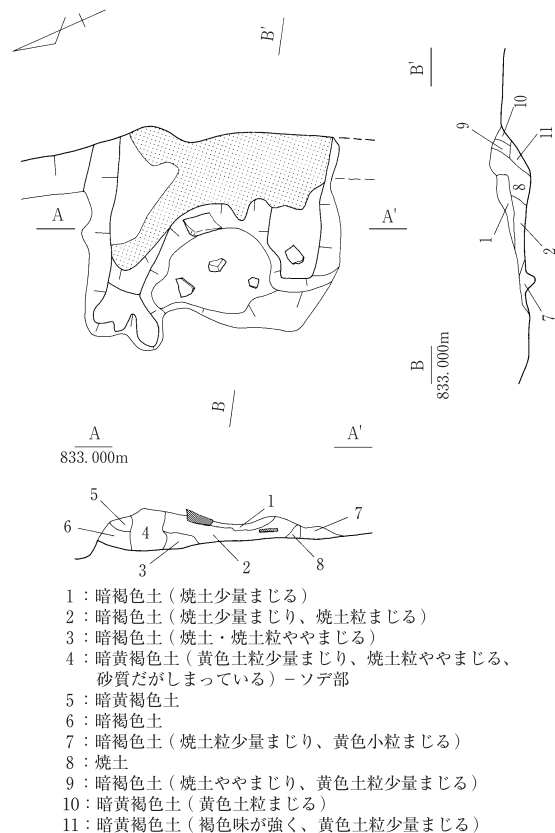 B'
B'
10
11
9
8
A
A'
1
2
7
B
833.000m
B
A
833.000m
A'
5
1
7
6
4
3
2
8
1：暗褐色土（焼土少量まじる）
2：暗褐色土（焼土少量まじり、焼土粒まじる）
3：暗褐色土（焼土・焼土粒ややまじる）
4：暗黄褐色土（黄色土粒少量まじり、焼土粒ややまじる、
砂質だがしまっている）－ソデ部
5：暗黄褐色土
6：暗褐色土
7：暗褐色土（焼土粒少量まじり、黄色小粒まじる）
8：焼土
9：暗褐色土（焼土ややまじり、黄色土粒少量まじる）
10：暗黄褐色土（黄色土粒まじる）
11：暗黄褐色土（褐色味が強く、黄色土粒少量まじる）